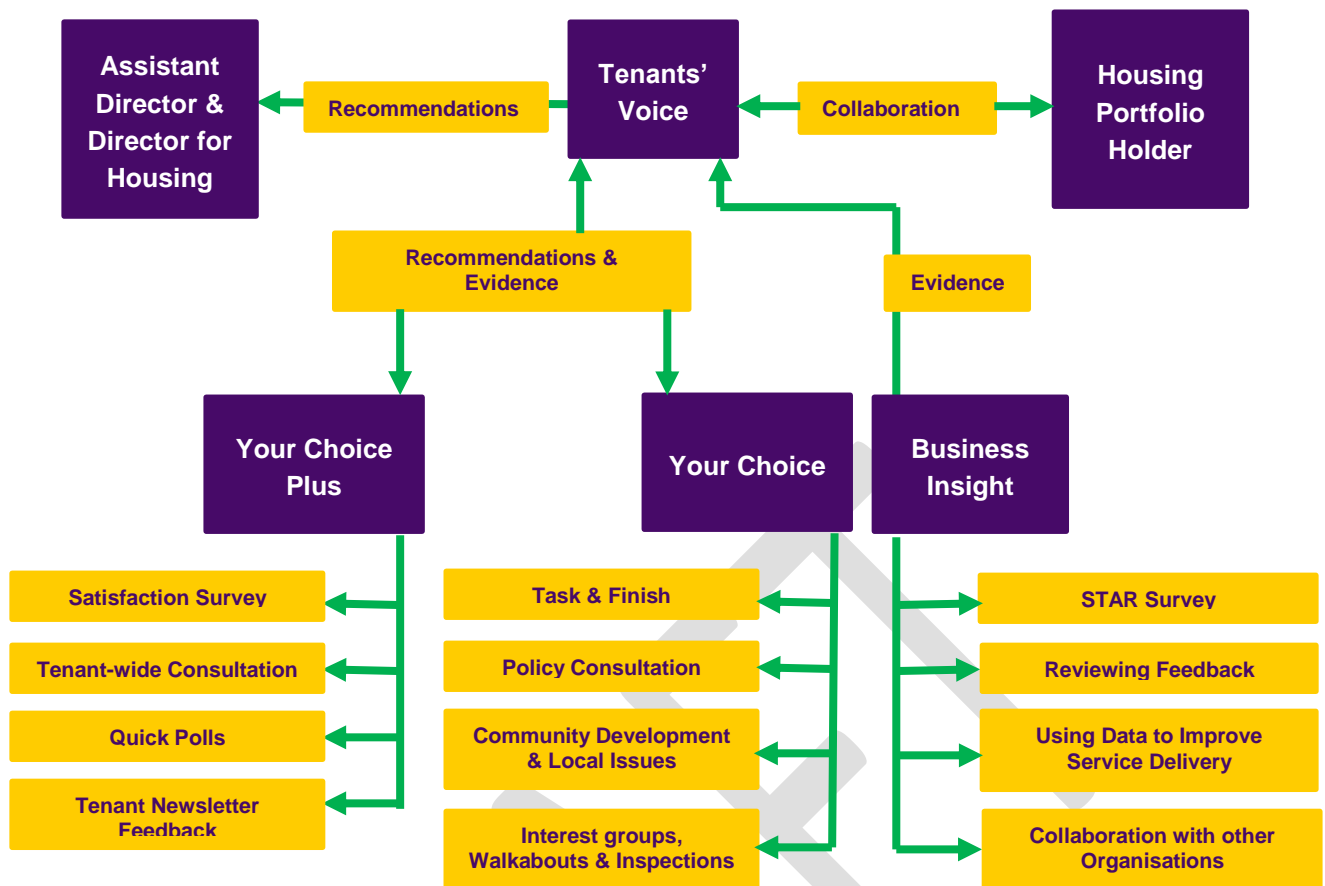 Assistant
Director &
Director for
Housing
Recommendations
Tenants’
Voice
Collaboration
Housing
Portfolio
Holder
Recommendations &
Evidence
Evidence
Your Choice
Plus
Your Choice
Business
Insight
Satisfaction Survey
Tenant-wide Consultation
Quick Polls
Tenant Newsletter
Feedback
Task & Finish
Policy Consultation
Community Development
& Local Issues
Interest groups,
Walkabouts & Inspections
STAR Survey
Reviewing Feedback
Using Data to Improve
Service Delivery
Collaboration with other
Organisations